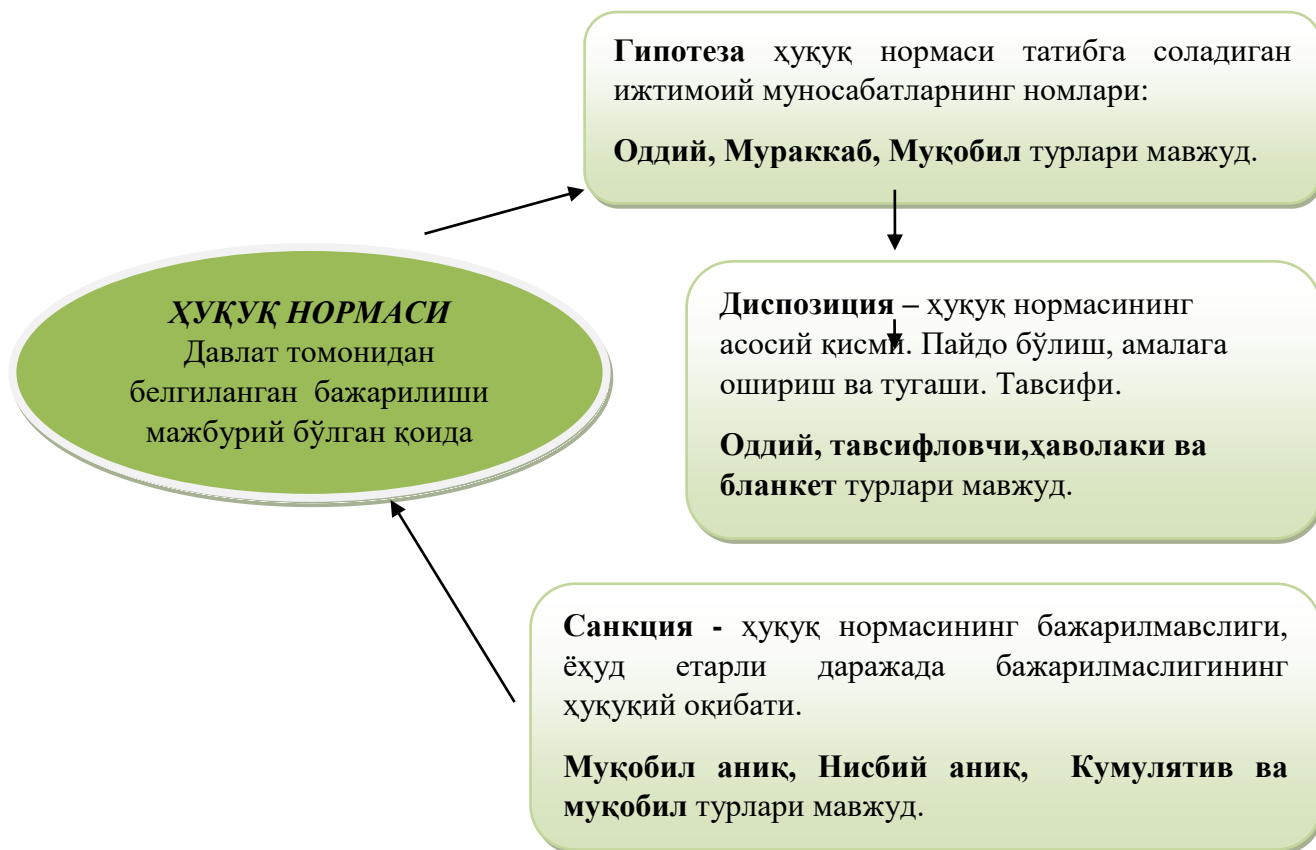 Гипотеза ҳуқуқ нормаси татибга соладиган
ижтимоий муносабатларнинг номлари:
Оддий, Мураккаб, Муқобил турлари мавжуд.
ҲУҚУҚ НОРМАСИ
Давлат томонидан
белгиланган бажарилиши
мажбурий бўлган қоида
Диспозиция – ҳуқуқ нормасининг
асосий қисми. Пайдо бўлиш, амалага
ошириш ва тугаши. Тавсифи.
Оддий, тавсифловчи,ҳаволаки ва
бланкет турлари мавжуд.
Санкция - ҳуқуқ нормасининг бажарилмавслиги,
ёҳуд етарли даражада бажарилмаслигининг
ҳуқуқий оқибати.
Муқобил аниқ, Нисбий аниқ, Кумулятив ва
муқобил турлари мавжуд.